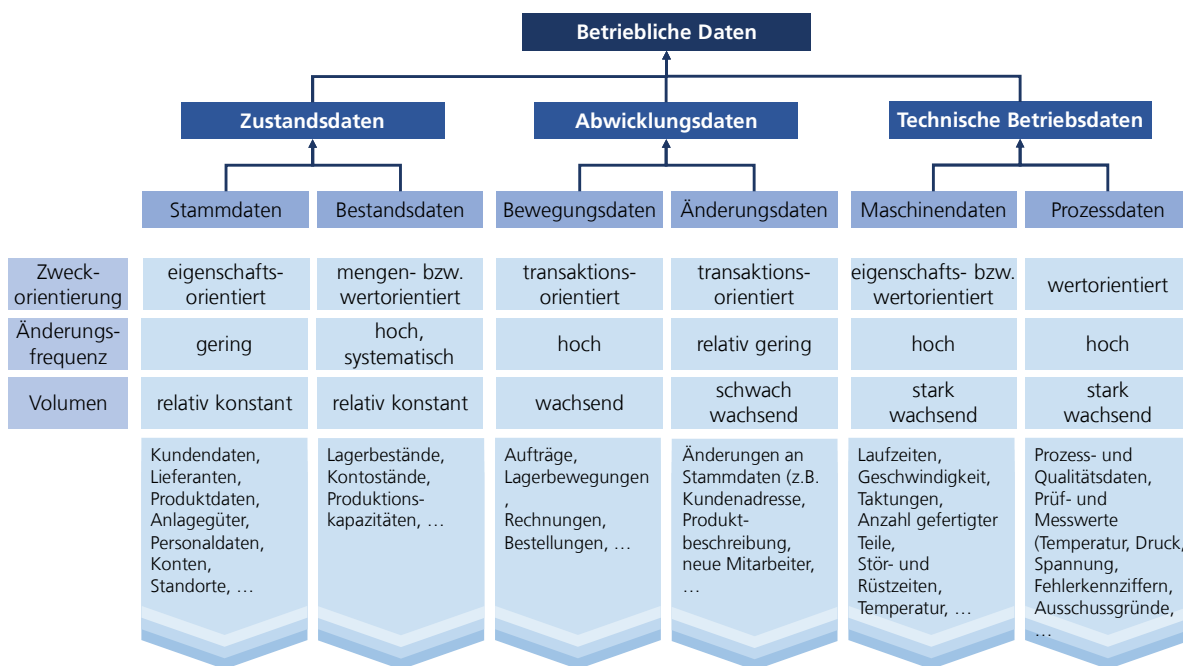 Betriebliche Daten
Zustandsdaten
Abwicklungsdaten
Technische Betriebsdaten
Stammdaten
Bestandsdaten
Bewegungsdaten
Änderungsdaten
Maschinendaten
Prozessdaten
Zweck-
orientierung
eigenschafts-
orientiert
mengen- bzw.
wertorientiert
transaktions-
orientiert
transaktions-
orientiert
eigenschafts- bzw.
wertorientiert
wertorientiert
Änderungs-
frequenz
gering
hoch,
systematisch
hoch
relativ gering
hoch
hoch
Volumen
relativ konstant
relativ konstant
wachsend
schwach
wachsend
stark
wachsend
stark
wachsend
Kundendaten,
Lieferanten,
Produktdaten,
Anlagegüter,
Personaldaten,
Konten,
Standorte, …
Lagerbestände,
Kontostände,
Produktions-
kapazitäten, …
Aufträge,
Lagerbewegungen
,
Rechnungen,
Bestellungen, …
Änderungen an
Stammdaten (z.B.
Kundenadresse,
Produkt-
beschreibung,
neue Mitarbeiter,
…
Laufzeiten,
Geschwindigkeit,
Taktungen,
Anzahl gefertigter
Teile,
Stör- und
Rüstzeiten,
Temperatur, …
Prozess- und
Qualitätsdaten,
Prüf- und
Messwerte
(Temperatur, Druck,
Spannung,
Fehlerkennziffern,
Ausschussgründe,
…